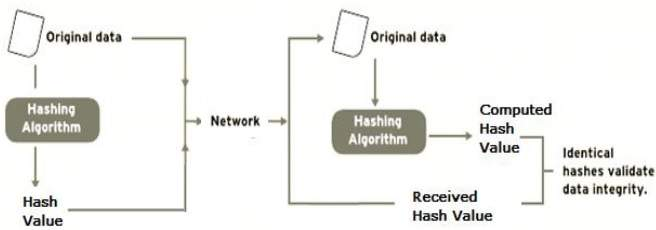 Original data
Hashing
Algorithm
Hash
Value
Network
Original data
Hashing
Algorithm
Computed
Hash
Value
Received
Hash Value
Identical
hashes validate
data integrity.